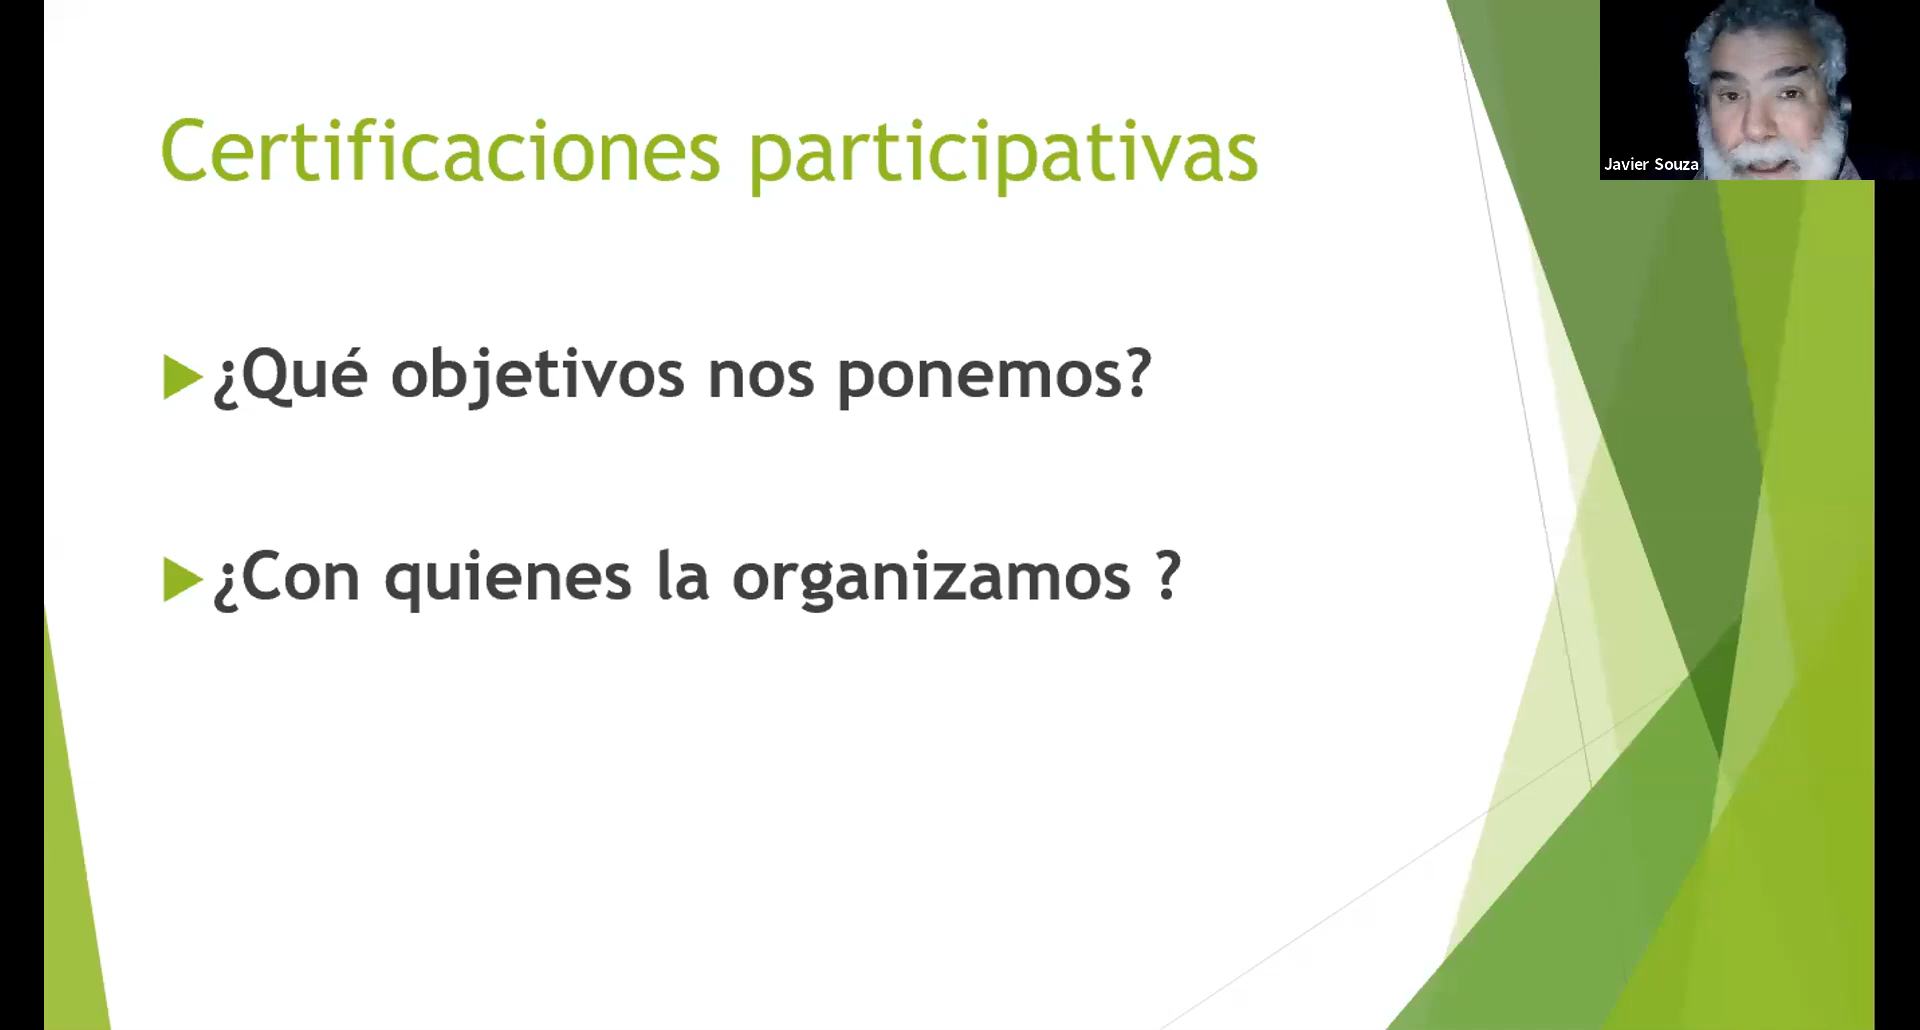 Certificaciones participativas
Javier Souza
¿Qué objetivos nos ponemos?
¿Con quienes la organizamos ?